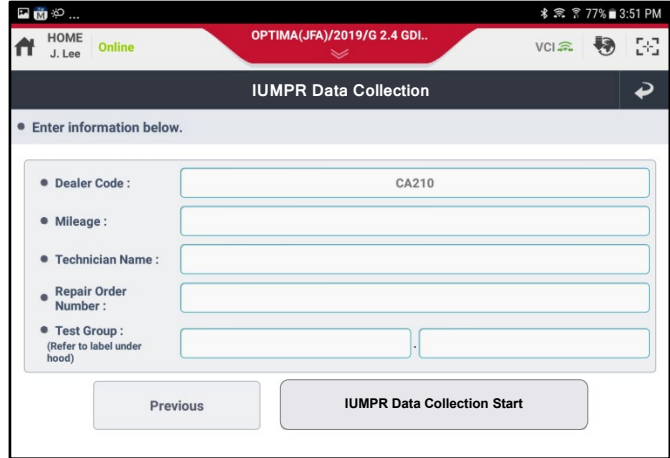 ... 77% 3:51 PM
HOME
J. Lee
Online
OPTIMA(JFA)/2019/G 2.4 GDI..
VCI
IUMPR Data Collection
Enter information below.
Dealer Code : CA210
Mileage :
Technician Name :
Repair Order
Number :
Test Group : .
(Refer to label under
hood)
Previous
IUMPR Data Collection Start